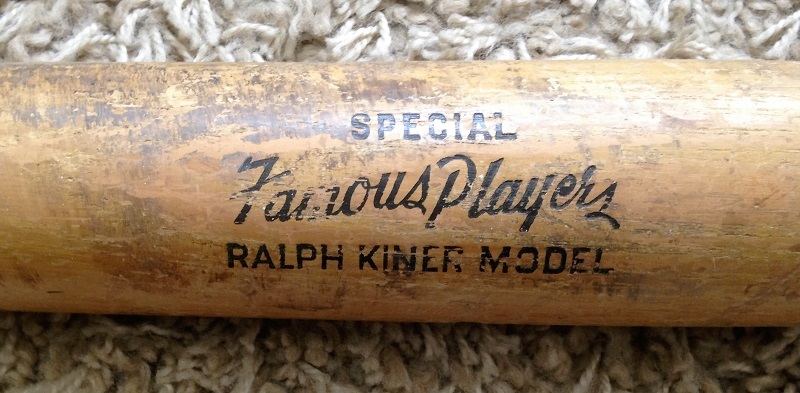 SPECIAL
Famous Players
RALPH KINER MODEL